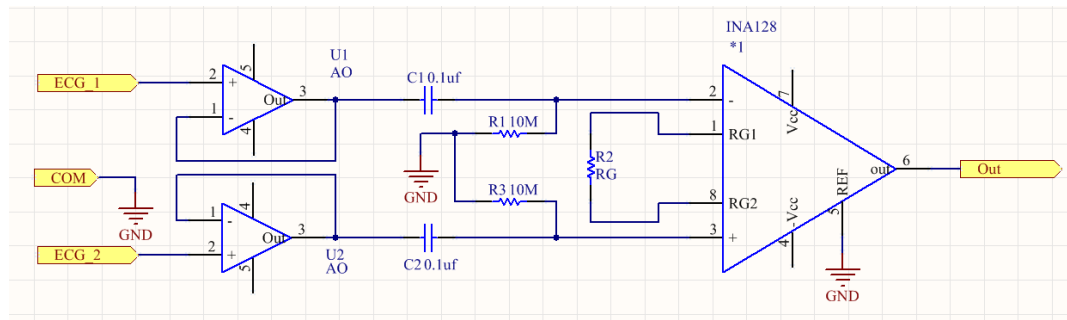 INA128
*1
U1
AO
ECG_1
2
+
5
Out
3
1
-
4
C1 0.1uf
2
-
7
Vcc
R1 10M
1
RG1
GND
R2
RG
COM
GND
6
out
Out
REF
5
R3 10M
8
RG2
-Vcc
4
3
+
1
-
4
Out
3
ECG_2
2
+
5
U2
AO
C2 0.1uf
GND